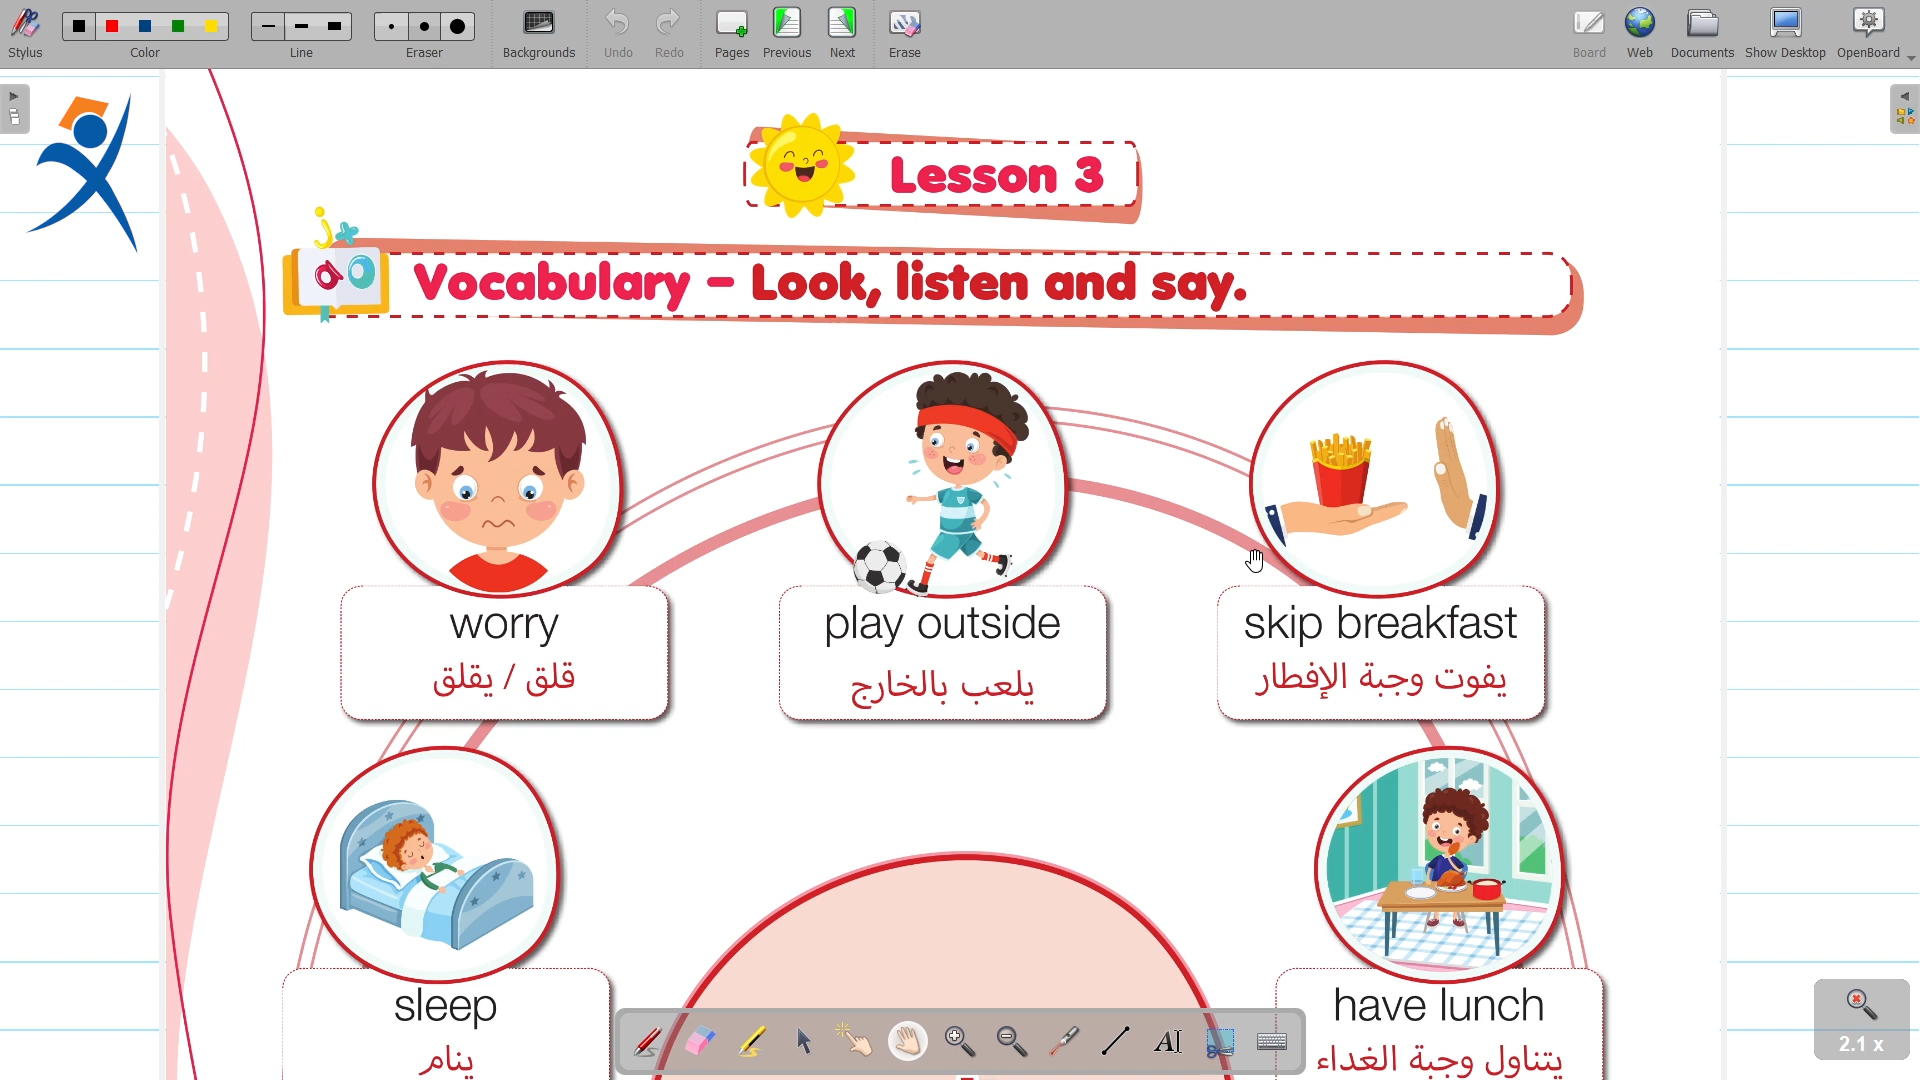 Stylus
Color
Line
Eraser
Backgrounds
Undo
Redo
Pages
Previous
Next
Erase
Board
Web
Documents
Show Desktop
OpenBoard
Lesson 3
Vocabulary – Look, listen and say.
worry
قلق / يقلق
play outside
يلعب بالخارج
skip breakfast
يفوت وجبة الإفطار
sleep
ينام
have lunch
يتناول وجبة الغداء
2.1 x